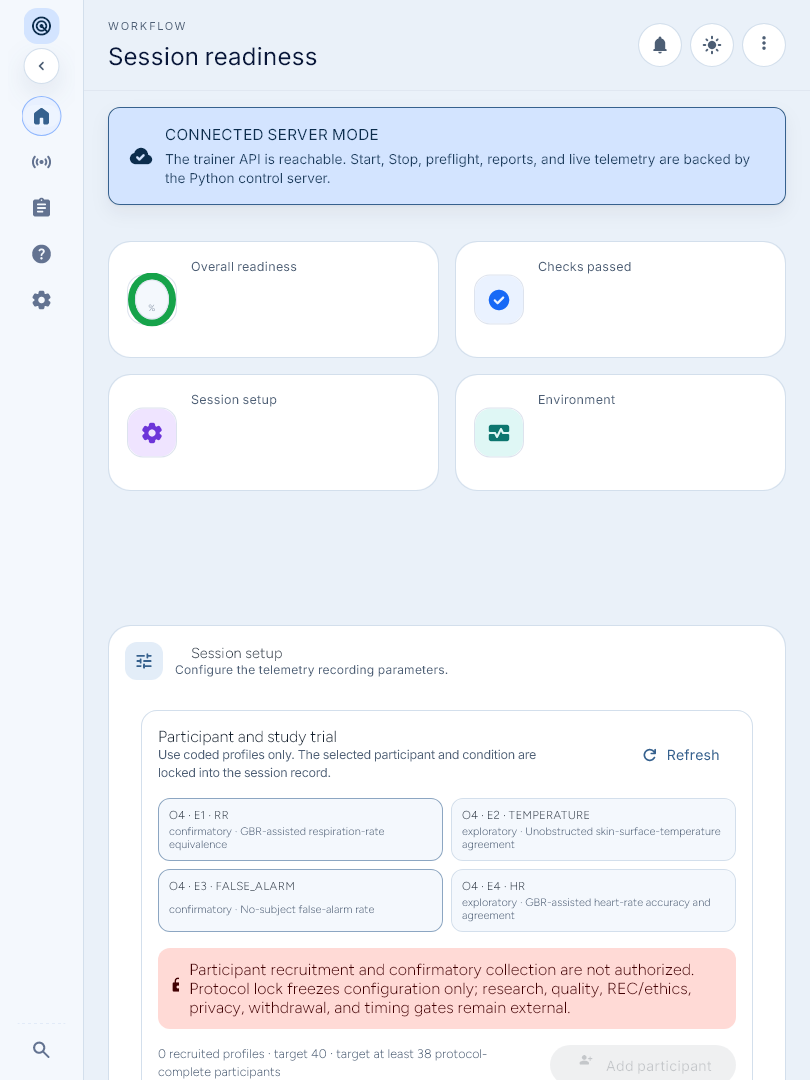 WORKFLOW
Session readiness
CONNECTED SERVER MODE
The trainer API is reachable. Start, Stop, preflight, reports, and live telemetry are backed by
the Python control server.
Overall readiness
%
Checks passed
Session setup
Environment
Session setup
Configure the telemetry recording parameters.
Participant and study trial
Use coded profiles only. The selected participant and condition are
locked into the session record.
Refresh
O4 · E1 · RR
confirmatory · GBR-assisted respiration-rate
equivalence
O4 · E2 · TEMPERATURE
exploratory · Unobstructed skin-surface-temperature
agreement
O4 · E3 · FALSE_ALARM
confirmatory · No-subject false-alarm rate
O4 · E4 · HR
exploratory · GBR-assisted heart-rate accuracy and
agreement
Participant recruitment and confirmatory collection are not authorized.
Protocol lock freezes configuration only; research, quality, REC/ethics,
privacy, withdrawal, and timing gates remain external.
0 recruited profiles · target 40 · target at least 38 protocol-
complete participants
Add participant